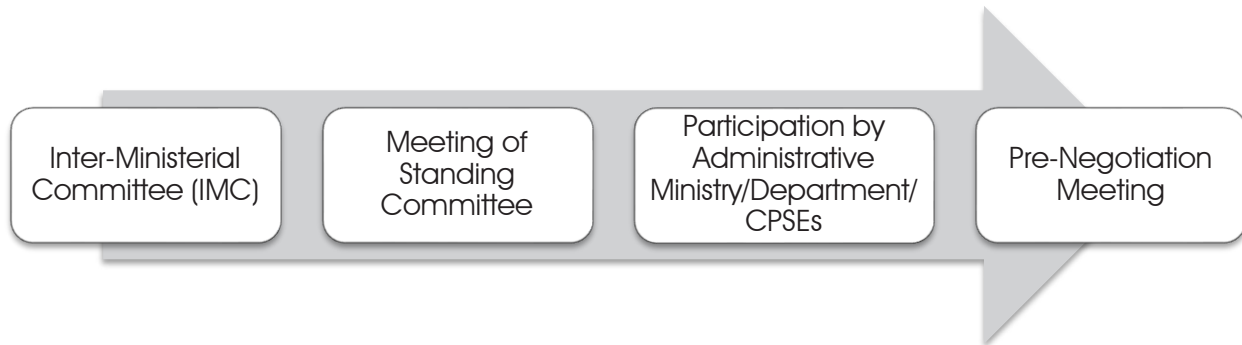 Inter-Ministerial
Committee (IMC)
Meeting of
Standing
Committee
Participation by
Administrative
Ministry/Department/
CPSEs
Pre-Negotiation
Meeting